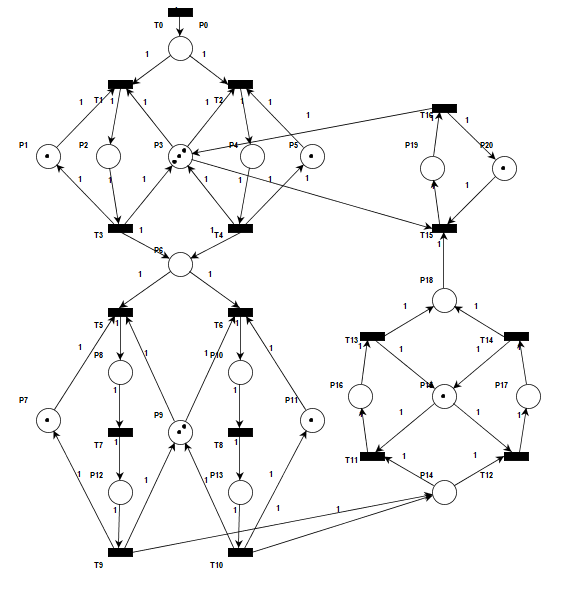 T0 P0
1 1
1 T1 1 1 T2 1 1 1 T16 1
P1 P2 P3 P4 P5 P19 P20
1 1 1 1 1 1
T3 1 1 T4 T15 1
P6
1 1 P18
1 1
T5 1 T6 1 T13 1 T14
1 P8 1 P10 1 1 1
1 1 P16 P17
P7 P9 P11 1 1 1
T7 1 T8 1
T11 1 1 T12
1 P12 1 P13 1 P14
1 1 1
T9 T10